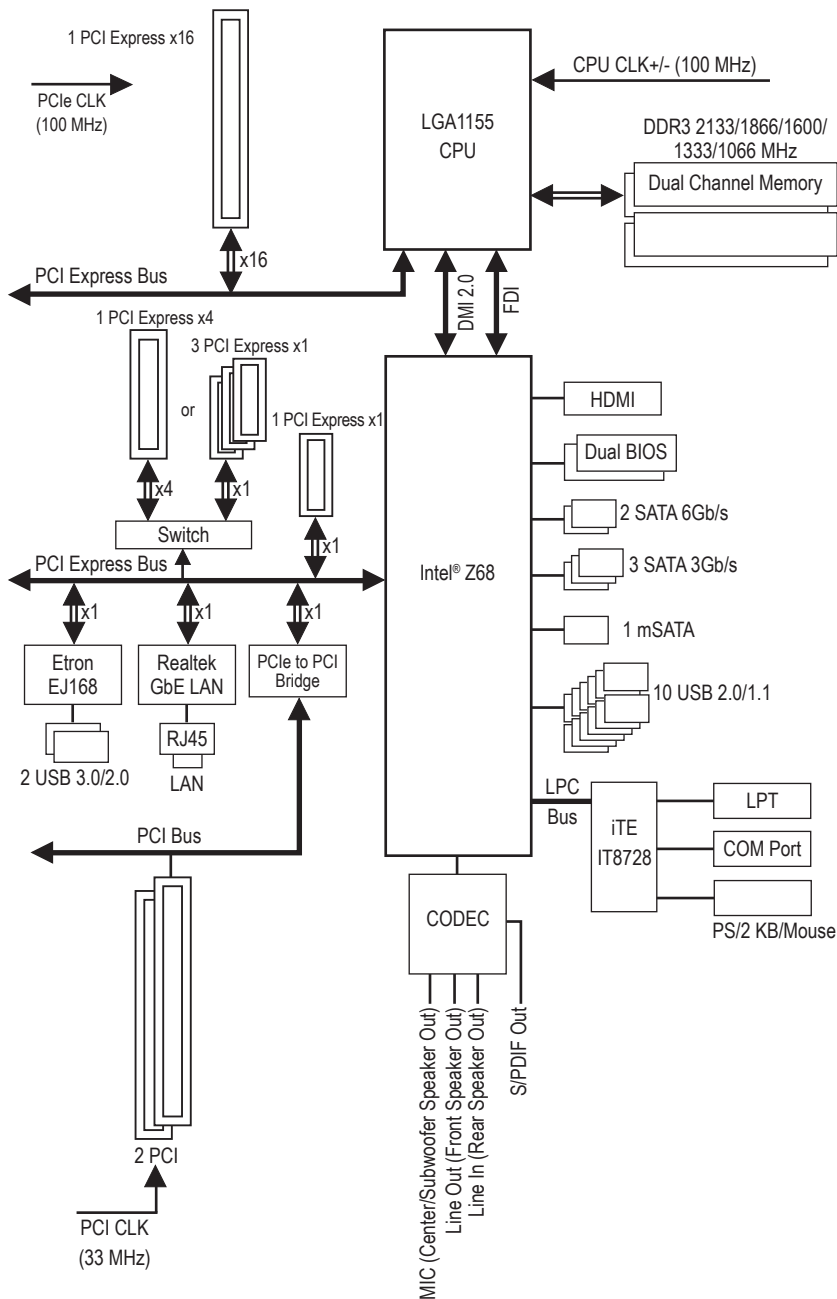 1 PCI Express x16
PCIe CLK
(100 MHz)
LGA1155
CPU
CPU CLK+/- (100 MHz)
DDR3 2133/1866/1600/
1333/1066 MHz
Dual Channel Memory
x16
PCI Express Bus
DMI 2.0
FDI
1 PCI Express x4
3 PCI Express x1
or
1 PCI Express x1
x4
x1
Switch
x1
PCI Express Bus
Intel® Z68
HDMI
Dual BIOS
2 SATA 6Gb/s
3 SATA 3Gb/s
1 mSATA
10 USB 2.0/1.1
x1
x1
x1
Etron
EJ168
Realtek
GbE LAN
PCIe to PCI
Bridge
RJ45
2 USB 3.0/2.0
LAN
LPC
Bus
iTE
IT8728
LPT
COM Port
PS/2 KB/Mouse
PCI Bus
CODEC
MIC (Center/Subwoofer Speaker Out)
Line Out (Front Speaker Out)
Line In (Rear Speaker Out)
S/PDIF Out
2 PCI
PCI CLK
(33 MHz)